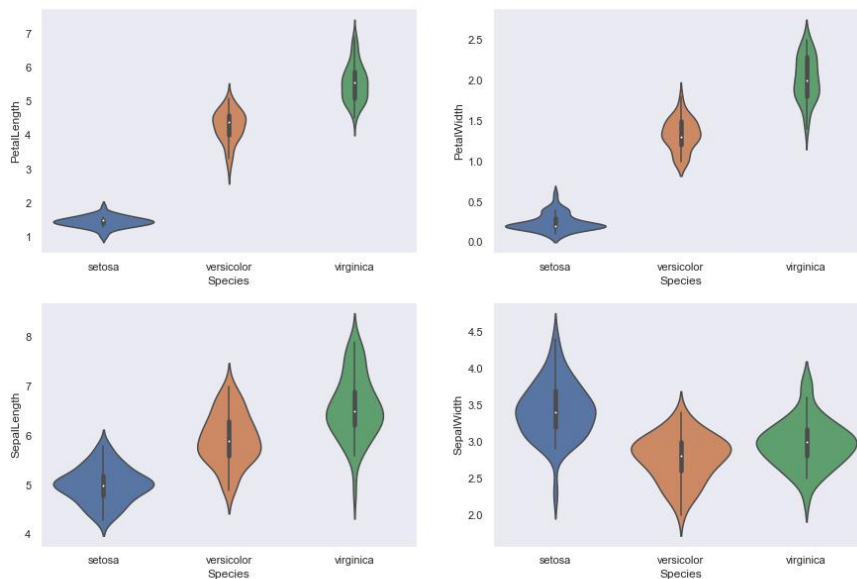 PetalLength
7
6
5
4
3
2
1
setosa
versicolor
virginica
Species
PetalWidth
2.5
2.0
1.5
1.0
0.5
0.0
setosa
versicolor
virginica
Species
SepalLength
8
7
6
5
4
setosa
versicolor
virginica
Species
SepalWidth
4.5
4.0
3.5
3.0
2.5
2.0
setosa
versicolor
virginica
Species